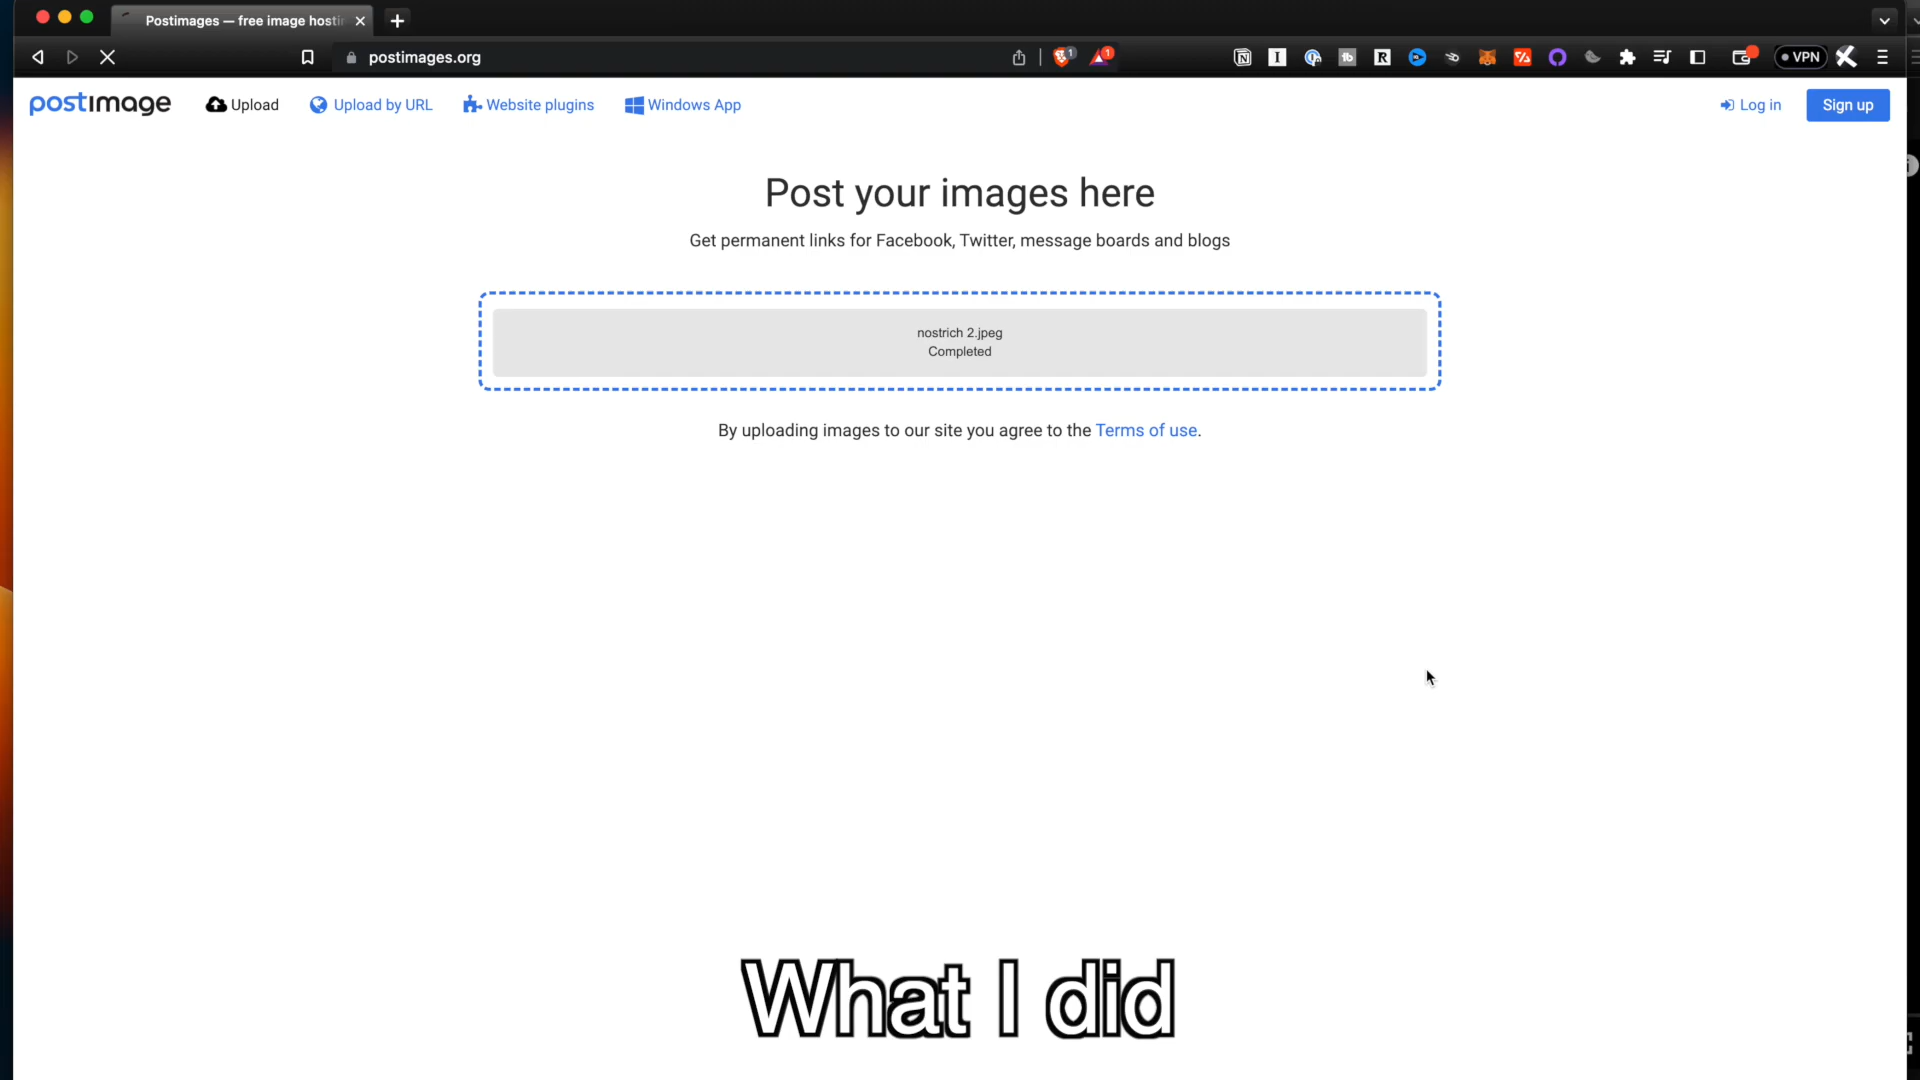 Postimages — free image hosti
postimages.org
1
1
VPN
postimage
Upload
Upload by URL
Website plugins
Windows App
Log in
Sign up
Post your images here
Get permanent links for Facebook, Twitter, message boards and blogs
nostrich 2.jpeg
Completed
By uploading images to our site you agree to the Terms of use.
What I did